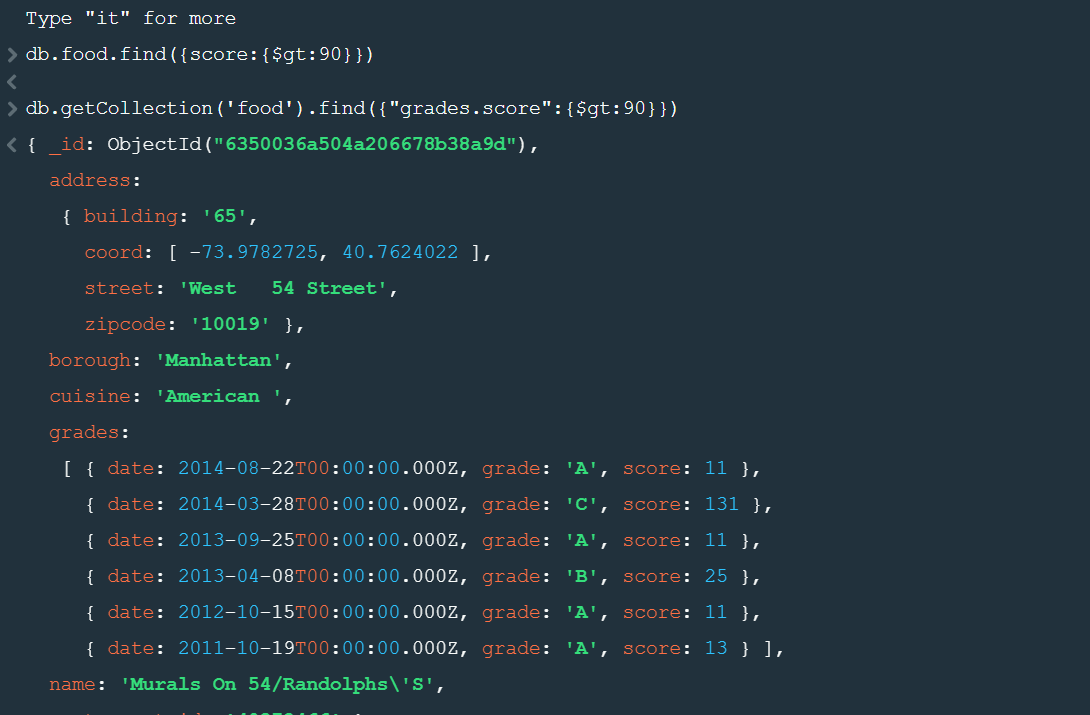 Type "it" for more
> db.food.find({score:{$gt:90}})
<
> db.getCollection('food').find({"grades.score":{$gt:90}})
< { _id: ObjectId("6350036a504a206678b38a9d"),
address:
{ building: '65',
coord: [ -73.9782725, 40.7624022 ],
street: 'West   54 Street',
zipcode: '10019' },
borough: 'Manhattan',
cuisine: 'American ',
grades:
[ { date: 2014-08-22T00:00:00.000Z, grade: 'A', score: 11 },
{ date: 2014-03-28T00:00:00.000Z, grade: 'C', score: 131 },
{ date: 2013-09-25T00:00:00.000Z, grade: 'A', score: 11 },
{ date: 2013-04-08T00:00:00.000Z, grade: 'B', score: 25 },
{ date: 2012-10-15T00:00:00.000Z, grade: 'A', score: 11 },
{ date: 2011-10-19T00:00:00.000Z, grade: 'A', score: 13 } ],
name: 'Murals On 54/Randolphs\'S',